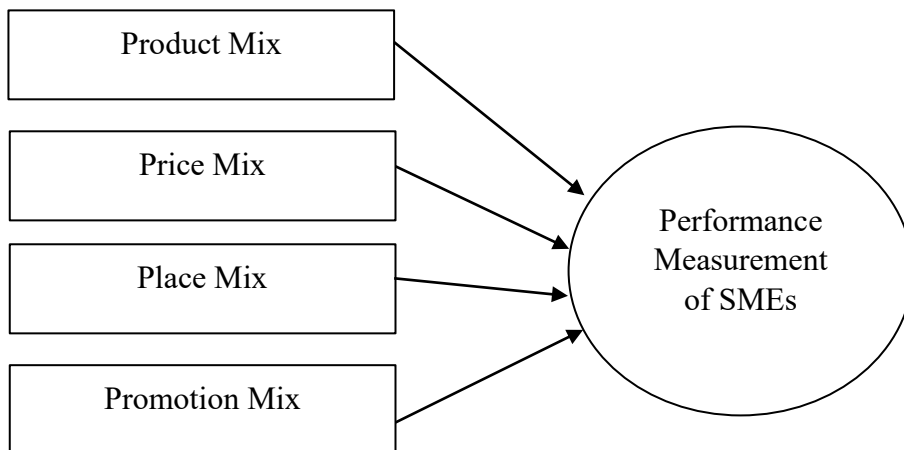 Product Mix
Price Mix
Place Mix
Promotion Mix
Performance
Measurement
of SMEs